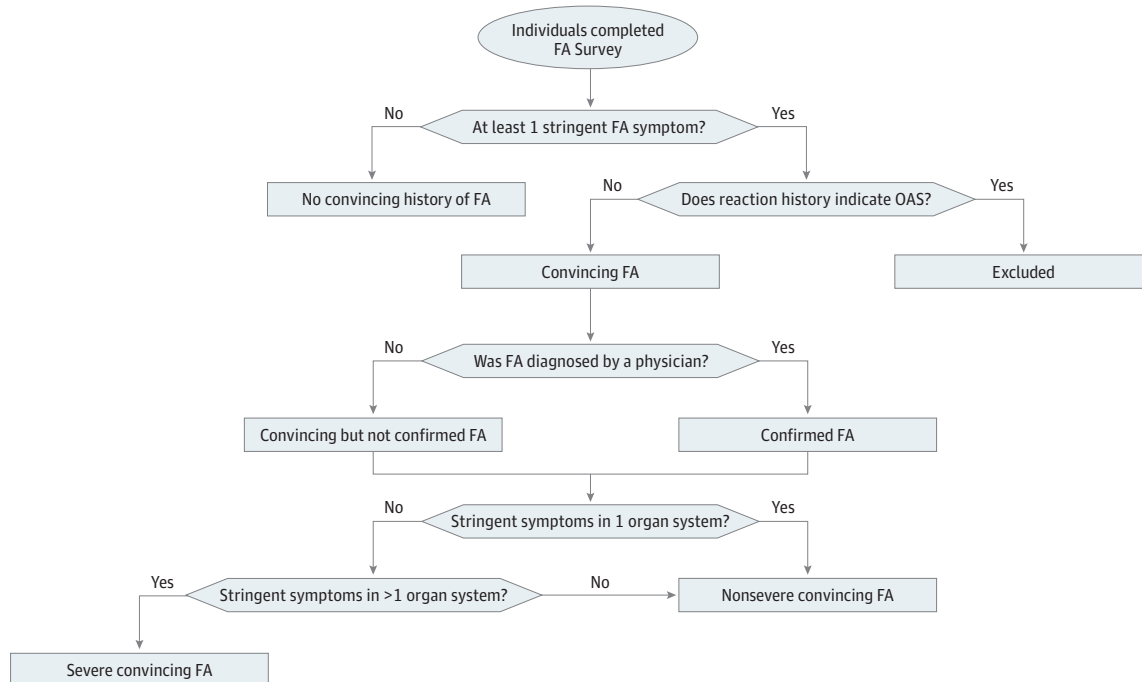 Individuals completed
FA Survey
No
Yes
At least 1 stringent FA symptom?
No convincing history of FA
No
Yes
Does reaction history indicate OAS?
Convincing FA
Excluded
No
Yes
Was FA diagnosed by a physician?
Convincing but not confirmed FA
Confirmed FA
No
Yes
Stringent symptoms in 1 organ system?
Yes
Stringent symptoms in >1 organ system?
No
Nonsevere convincing FA
Severe convincing FA